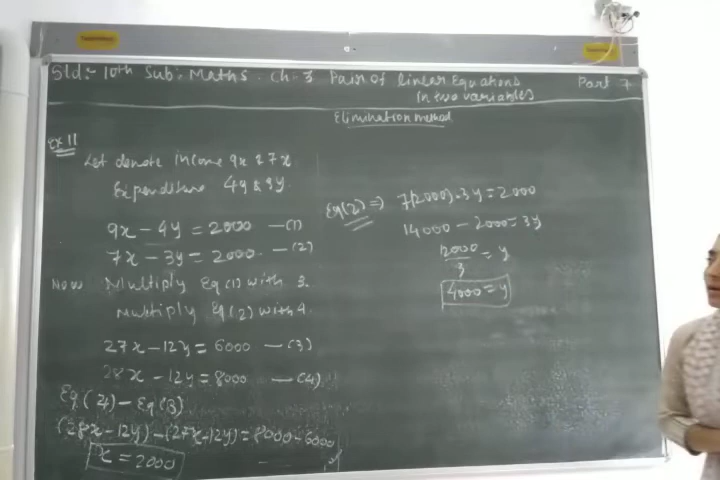 Std:- 10th Sub: Maths. Ch-3 Pair of Linear Equations in two variables Part 7
Elimination method
Ex 11
Let denote income 9x & 7x
Expenditure 4y & 3y.
9x - 4y = 2000 —(1)
7x - 3y = 2000 —(2)
Now Multiply Eq (1) with 3.
Multiply Eq (2) with 4
27x - 12y = 6000 —(3)
28x - 12y = 8000 —(4)
Eq (4) - Eq (3)
(28x - 12y) - (27x - 12y) = 8000 - 6000
x = 2000
Eq (2) ⇒ 7(2000) - 3y = 2000
14000 - 2000 = 3y
12000/3 = y
4000 = y